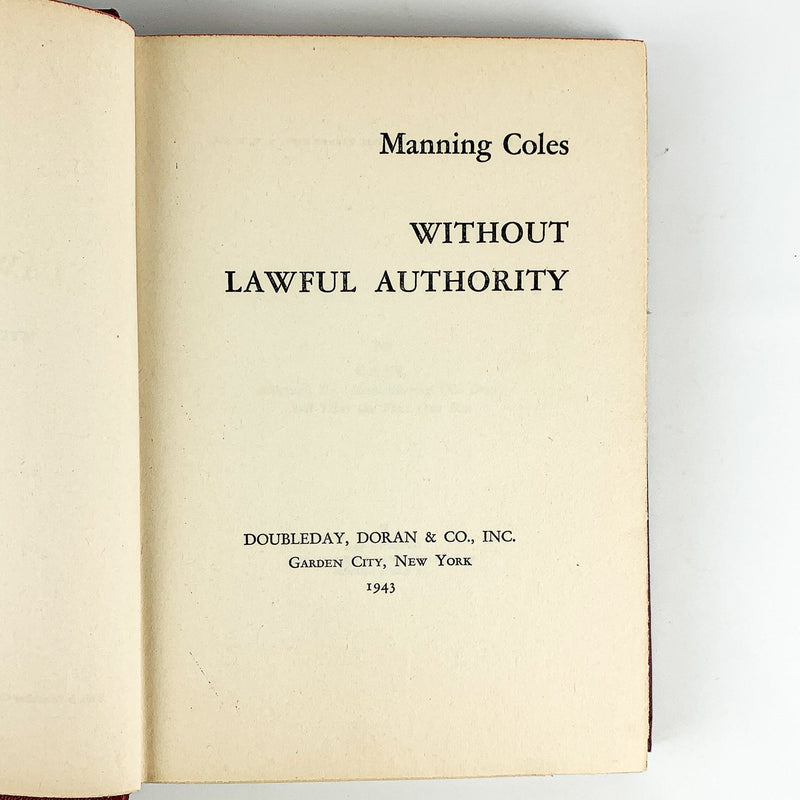 Manning Coles
WITHOUT
LAWFUL AUTHORITY
DOUBLEDAY, DORAN & CO., INC.
GARDEN CITY, NEW YORK
1943